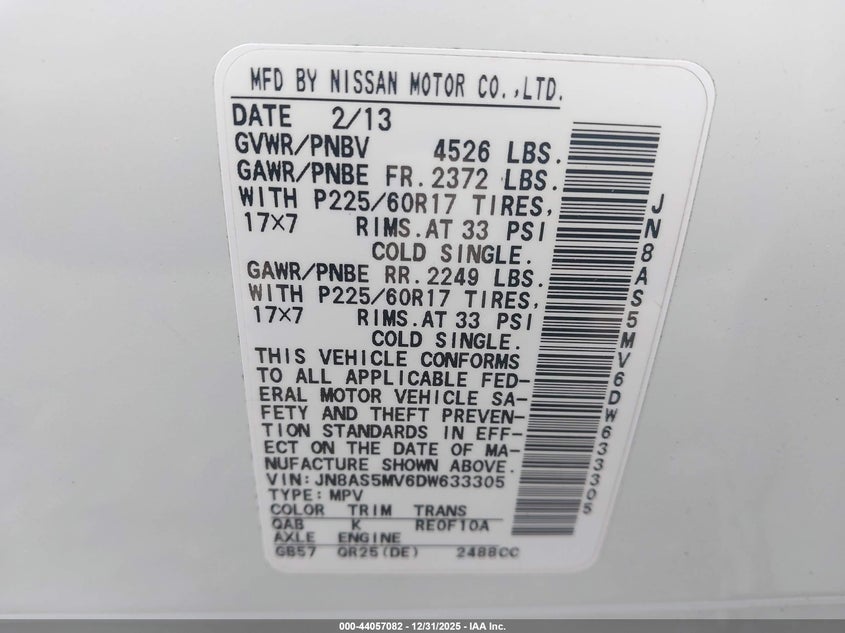 MFD BY NISSAN MOTOR CO.,LTD.
DATE 2/13
GVWR/PNBV 4526 LBS.
GAWR/PNBE FR.2372 LBS.
WITH P225/60R17 TIRES,
17×7 RIMS.AT 33 PSI
COLD SINGLE.
GAWR/PNBE RR.2249 LBS.
WITH P225/60R17 TIRES,
17×7 RIMS.AT 33 PSI
COLD SINGLE.
THIS VEHICLE CONFORMS
TO ALL APPLICABLE FED-
ERAL MOTOR VEHICLE SA-
FETY AND THEFT PREVEN-
TION STANDARDS IN EFF-
ECT ON THE DATE OF MA-
NUFACTURE SHOWN ABOVE.
VIN: JN8AS5MV6DW633305
TYPE: MPV
COLOR TRIM TRANS
QAB K RE0F10A
AXLE ENGINE
GB57 QR25(DE) 2488CC
JN8AS5MV6DW633305
000-44057082 - 12/31/2025 - IAA Inc.